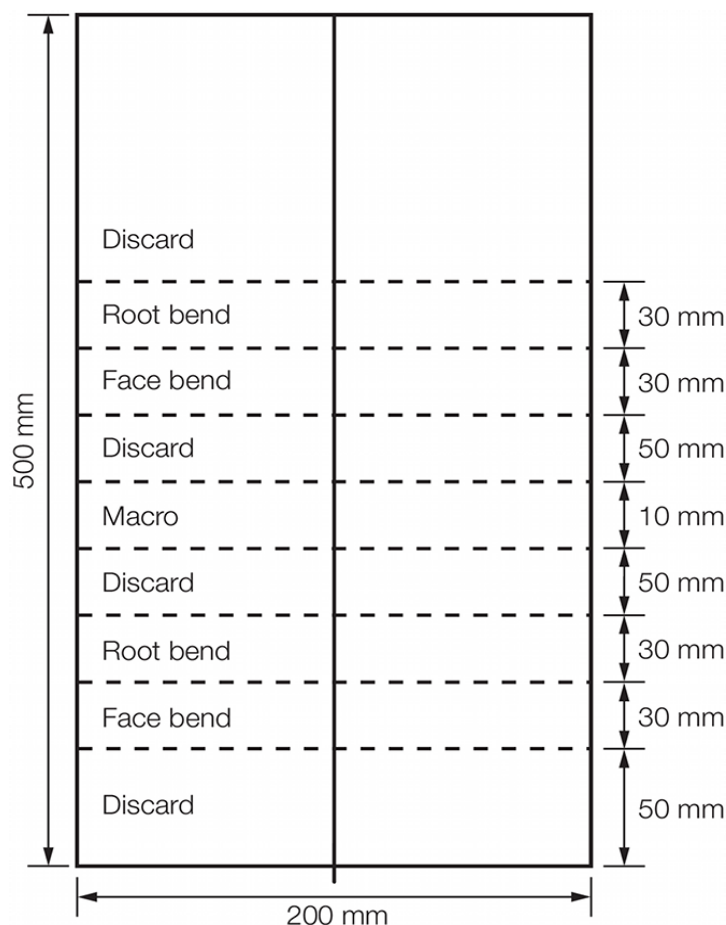 Discard
Root bend
30 mm
Face bend
30 mm
500 mm
Discard
50 mm
Macro
10 mm
Discard
50 mm
Root bend
30 mm
Face bend
30 mm
Discard
50 mm
200 mm